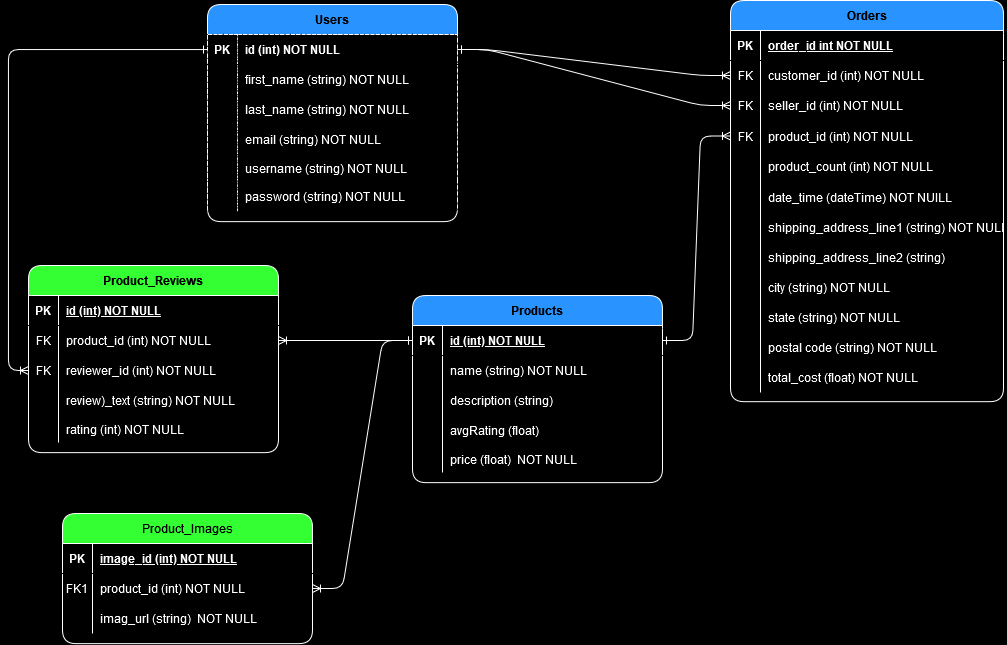 Users
PK id (int) NOT NULL
first_name (string) NOT NULL
last_name (string) NOT NULL
email (string) NOT NULL
username (string) NOT NULL
password (string) NOT NULL
Orders
PK order_id int NOT NULL
FK customer_id (int) NOT NULL
FK seller_id (int) NOT NULL
FK product_id (int) NOT NULL
product_count (int) NOT NULL
date_time (dateTime) NOT NUILL
shipping_address_line1 (string) NOT NULL
shipping_address_line2 (string)
city (string) NOT NULL
state (string) NOT NULL
postal code (string) NOT NULL
total_cost (float) NOT NULL
Product_Reviews
PK id (int) NOT NULL
FK product_id (int) NOT NULL
FK reviewer_id (int) NOT NULL
review)_text (string) NOT NULL
rating (int) NOT NULL
Products
PK id (int) NOT NULL
name (string) NOT NULL
description (string)
avgRating (float)
price (float) NOT NULL
Product_Images
PK image_id (int) NOT NULL
FK1 product_id (int) NOT NULL
imag_url (string) NOT NULL